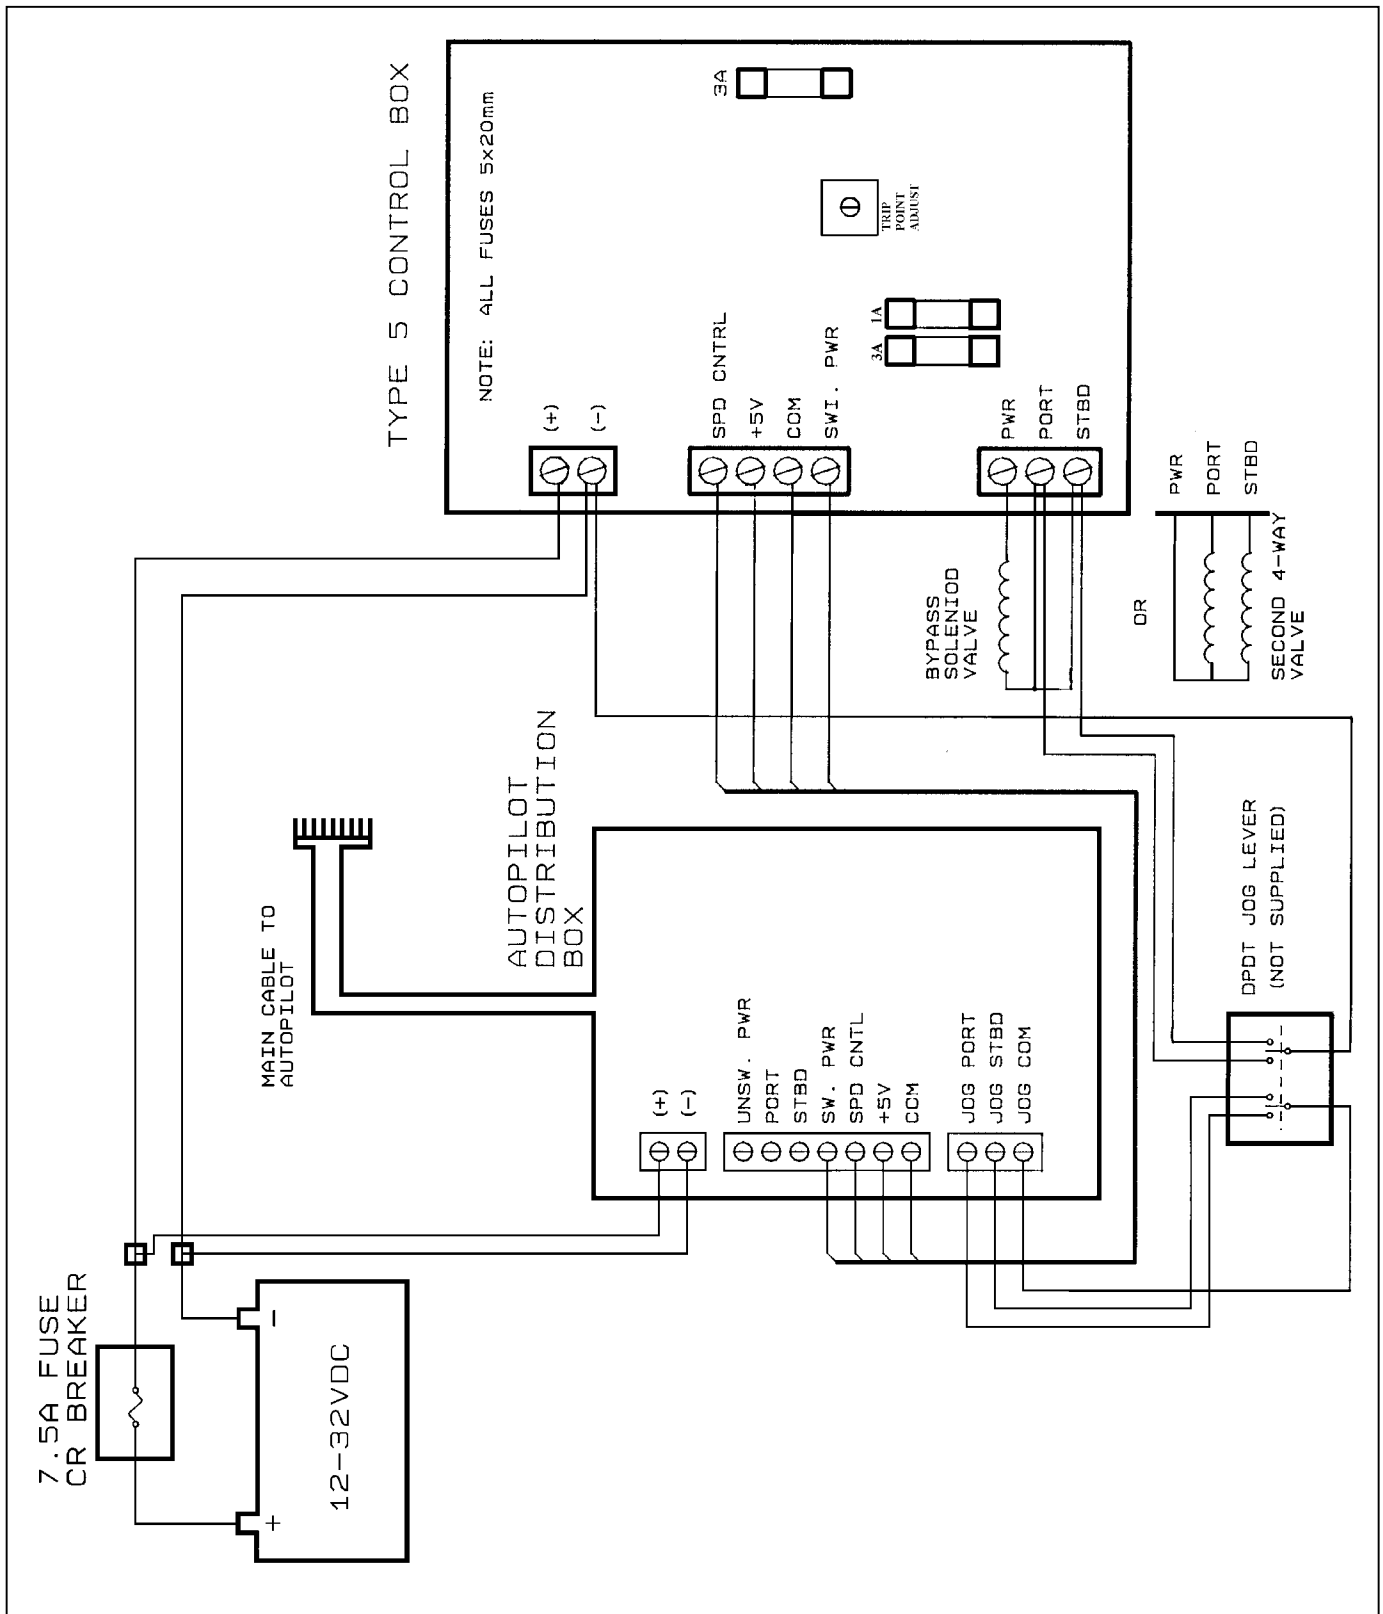 7.5A FUSE
CR BREAKER
+
-
12-32VDC
MAIN CABLE TO
AUTOPILOT
AUTOPILOT
DISTRIBUTION
BOX
(+)
(-)
UNSW. PWR
PORT
STBD
SW. PWR
SPD CNTL
+5V
COM
JOG PORT
JOG STBD
JOG COM
TYPE 5 CONTROL BOX
NOTE: ALL FUSES 5x20mm
(+)
(-)
SPD CNTRL
+5V
COM
SWI. PWR
3A
TRIP
POINT
ADJUST
1A
3A
PWR
PORT
STBD
BYPASS
SOLENIOD
VALVE
OR
PWR
PORT
STBD
SECOND 4-WAY
VALVE
DPDT JOG LEVER
(NOT SUPPLIED)